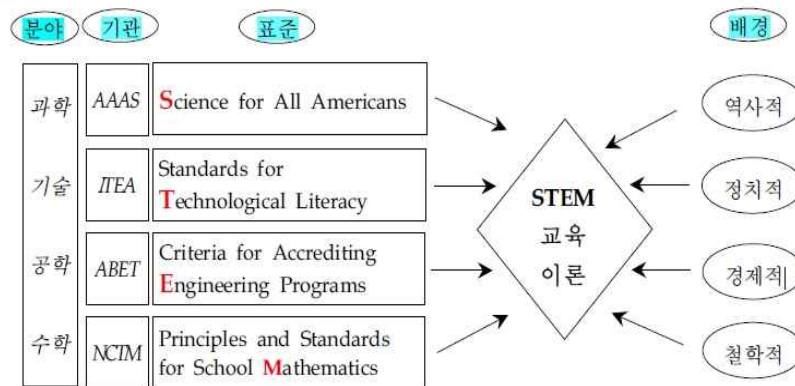 분야 기관 표준 배경
과학 AAAS Science for All Americans
역사적
기술 ITEA Standards for
Technological Literacy
정치적
STEM
교육
이론
공학 ABET Criteria for Accrediting
Engineering Programs
경제적
수학 NCTM Principles and Standards
for School Mathematics
철학적